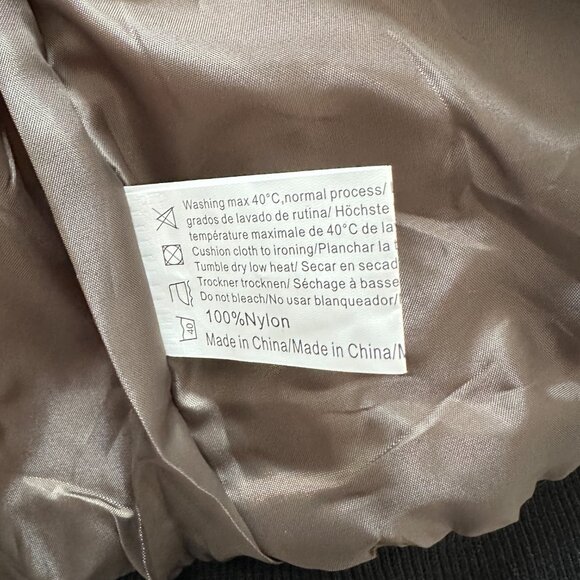 Washing max 40°C,normal process/
grados de lavado de rutina/ Höchste
température maximale de 40°C de la
Cushion cloth to ironing/Planchar la
Tumble dry low heat/ Secar en secad
Trockner trocknen/ Séchage à basse
Do not bleach/No usar blanqueador/
40 100%Nylon
Made in China/Made in China/